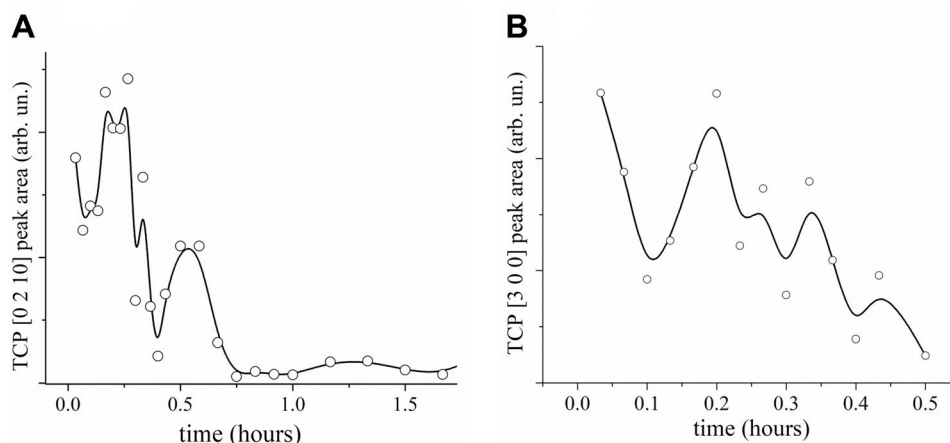 A
TCP [0 2 10] peak area (arb. un.)
0.0 0.5 1.0 1.5
time (hours)
B
TCP [3 0 0] peak area (arb. un.)
0.0 0.1 0.2 0.3 0.4 0.5
time (hours)